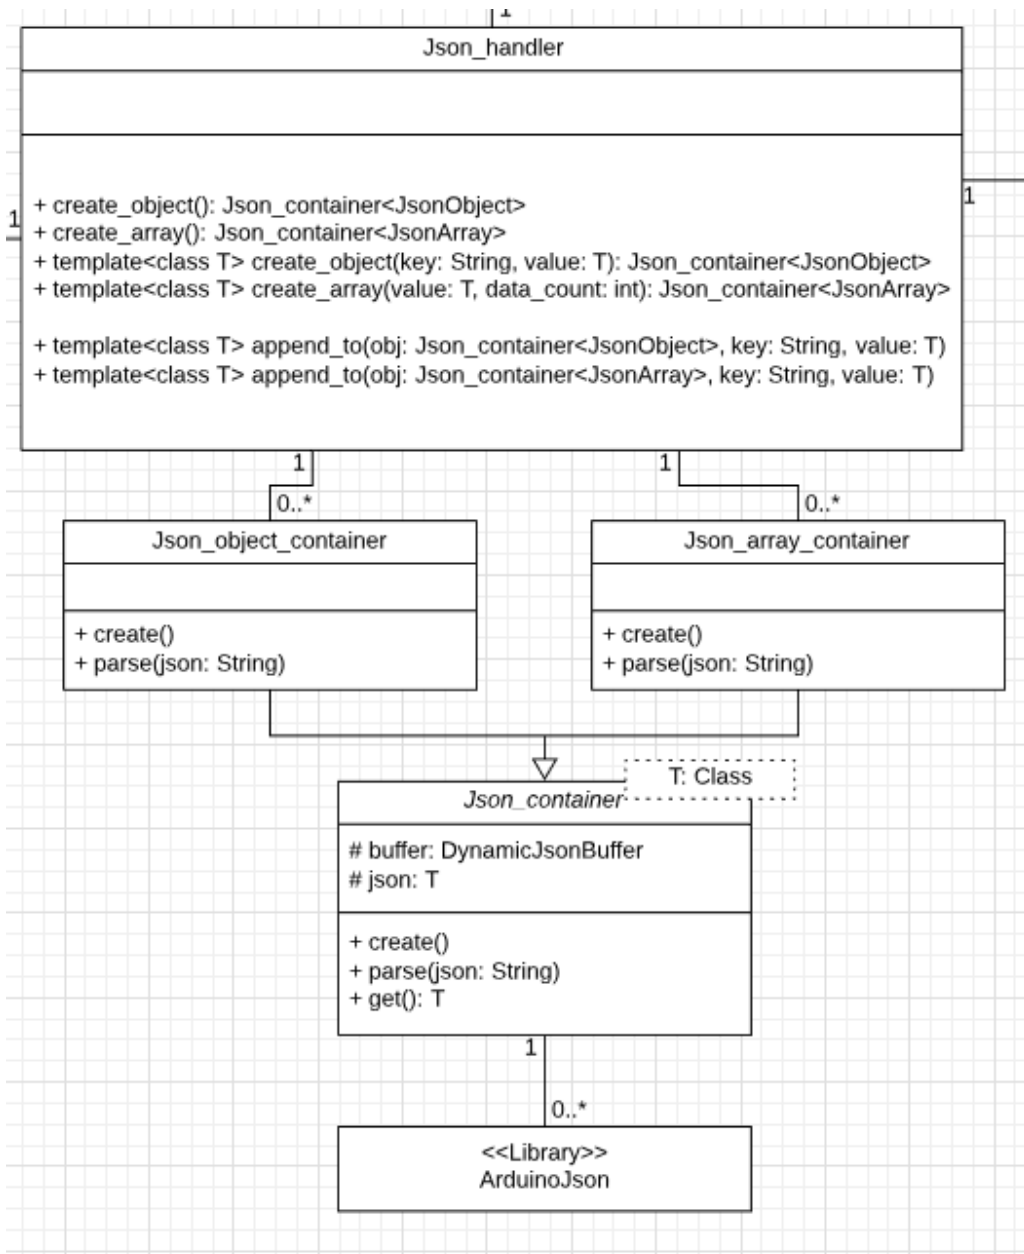 1
Json_handler
1
1
+ create_object(): Json_container<JsonObject>
+ create_array(): Json_container<JsonArray>
+ template<class T> create_object(key: String, value: T): Json_container<JsonObject>
+ template<class T> create_array(value: T, data_count: int): Json_container<JsonArray>
+ template<class T> append_to(obj: Json_container<JsonObject>, key: String, value: T)
+ template<class T> append_to(obj: Json_container<JsonArray>, key: String, value: T)
1
1
0..*
0..*
Json_object_container
+ create()
+ parse(json: String)
Json_array_container
+ create()
+ parse(json: String)
T: Class
Json_container
# buffer: DynamicJsonBuffer
# json: T
+ create()
+ parse(json: String)
+ get(): T
1
0..*
<<Library>>
ArduinoJson